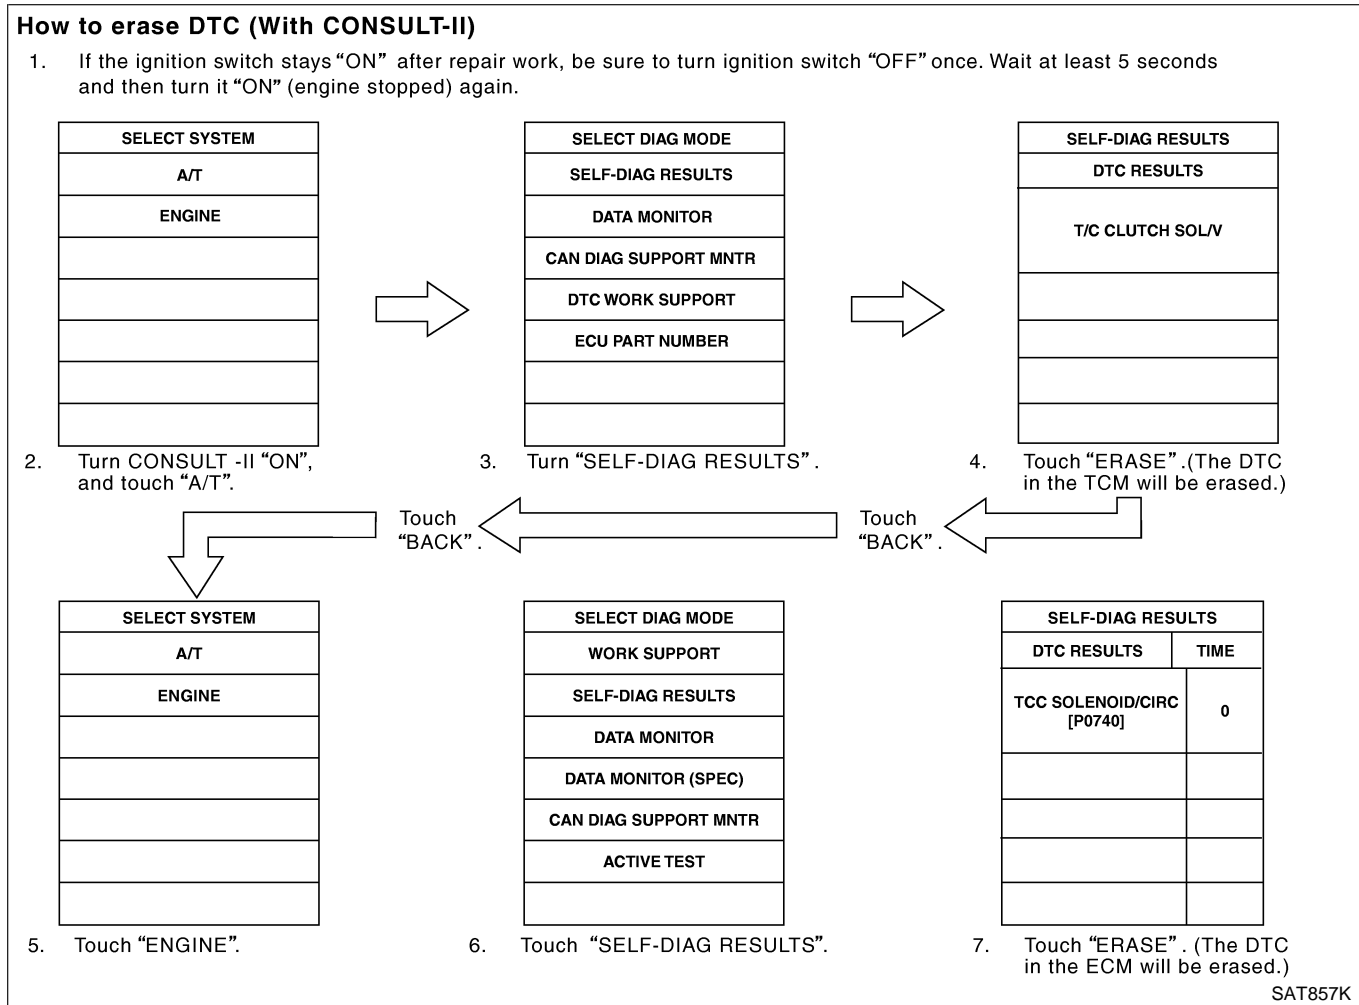 How to erase DTC (With CONSULT-II)
1. If the ignition switch stays “ON” after repair work, be sure to turn ignition switch “OFF” once. Wait at least 5 seconds
and then turn it “ON” (engine stopped) again.
SELECT SYSTEM
A/T
ENGINE
SELECT DIAG MODE
SELF-DIAG RESULTS
DATA MONITOR
CAN DIAG SUPPORT MNTR
DTC WORK SUPPORT
ECU PART NUMBER
SELF-DIAG RESULTS
DTC RESULTS
T/C CLUTCH SOL/V
2. Turn CONSULT -II “ON”,
and touch “A/T”.
3. Turn “SELF-DIAG RESULTS” .
4. Touch “ERASE” .(The DTC
in the TCM will be erased.)
Touch
“BACK” .
Touch
“BACK” .
SELECT SYSTEM
A/T
ENGINE
SELECT DIAG MODE
WORK SUPPORT
SELF-DIAG RESULTS
DATA MONITOR
DATA MONITOR (SPEC)
CAN DIAG SUPPORT MNTR
ACTIVE TEST
SELF-DIAG RESULTS
DTC RESULTS TIME
TCC SOLENOID/CIRC
[P0740] 0
5. Touch “ENGINE”.
6. Touch “SELF-DIAG RESULTS”.
7. Touch “ERASE” . (The DTC
in the ECM will be erased.)
SAT857K